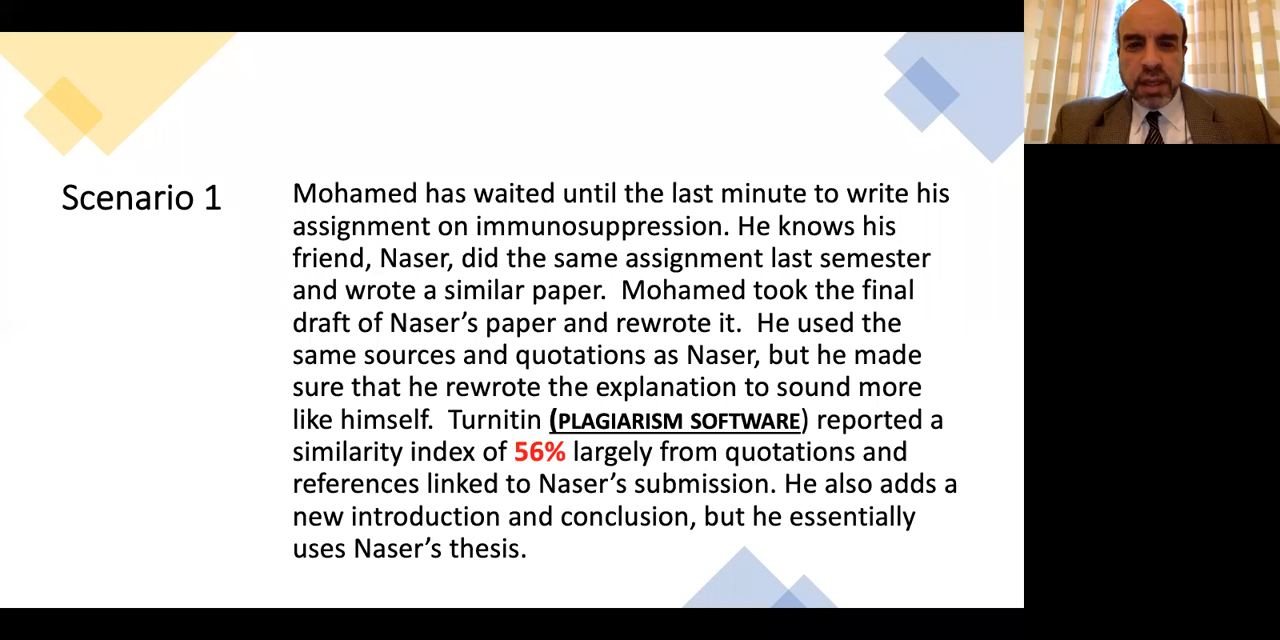 Scenario 1
Mohamed has waited until the last minute to write his
assignment on immunosuppression. He knows his
friend, Naser, did the same assignment last semester
and wrote a similar paper.  Mohamed took the final
draft of Naser’s paper and rewrote it.  He used the
same sources and quotations as Naser, but he made
sure that he rewrote the explanation to sound more
like himself.  Turnitin (PLAGIARISM SOFTWARE) reported a
similarity index of 56% largely from quotations and
references linked to Naser’s submission. He also adds a
new introduction and conclusion, but he essentially
uses Naser’s thesis.